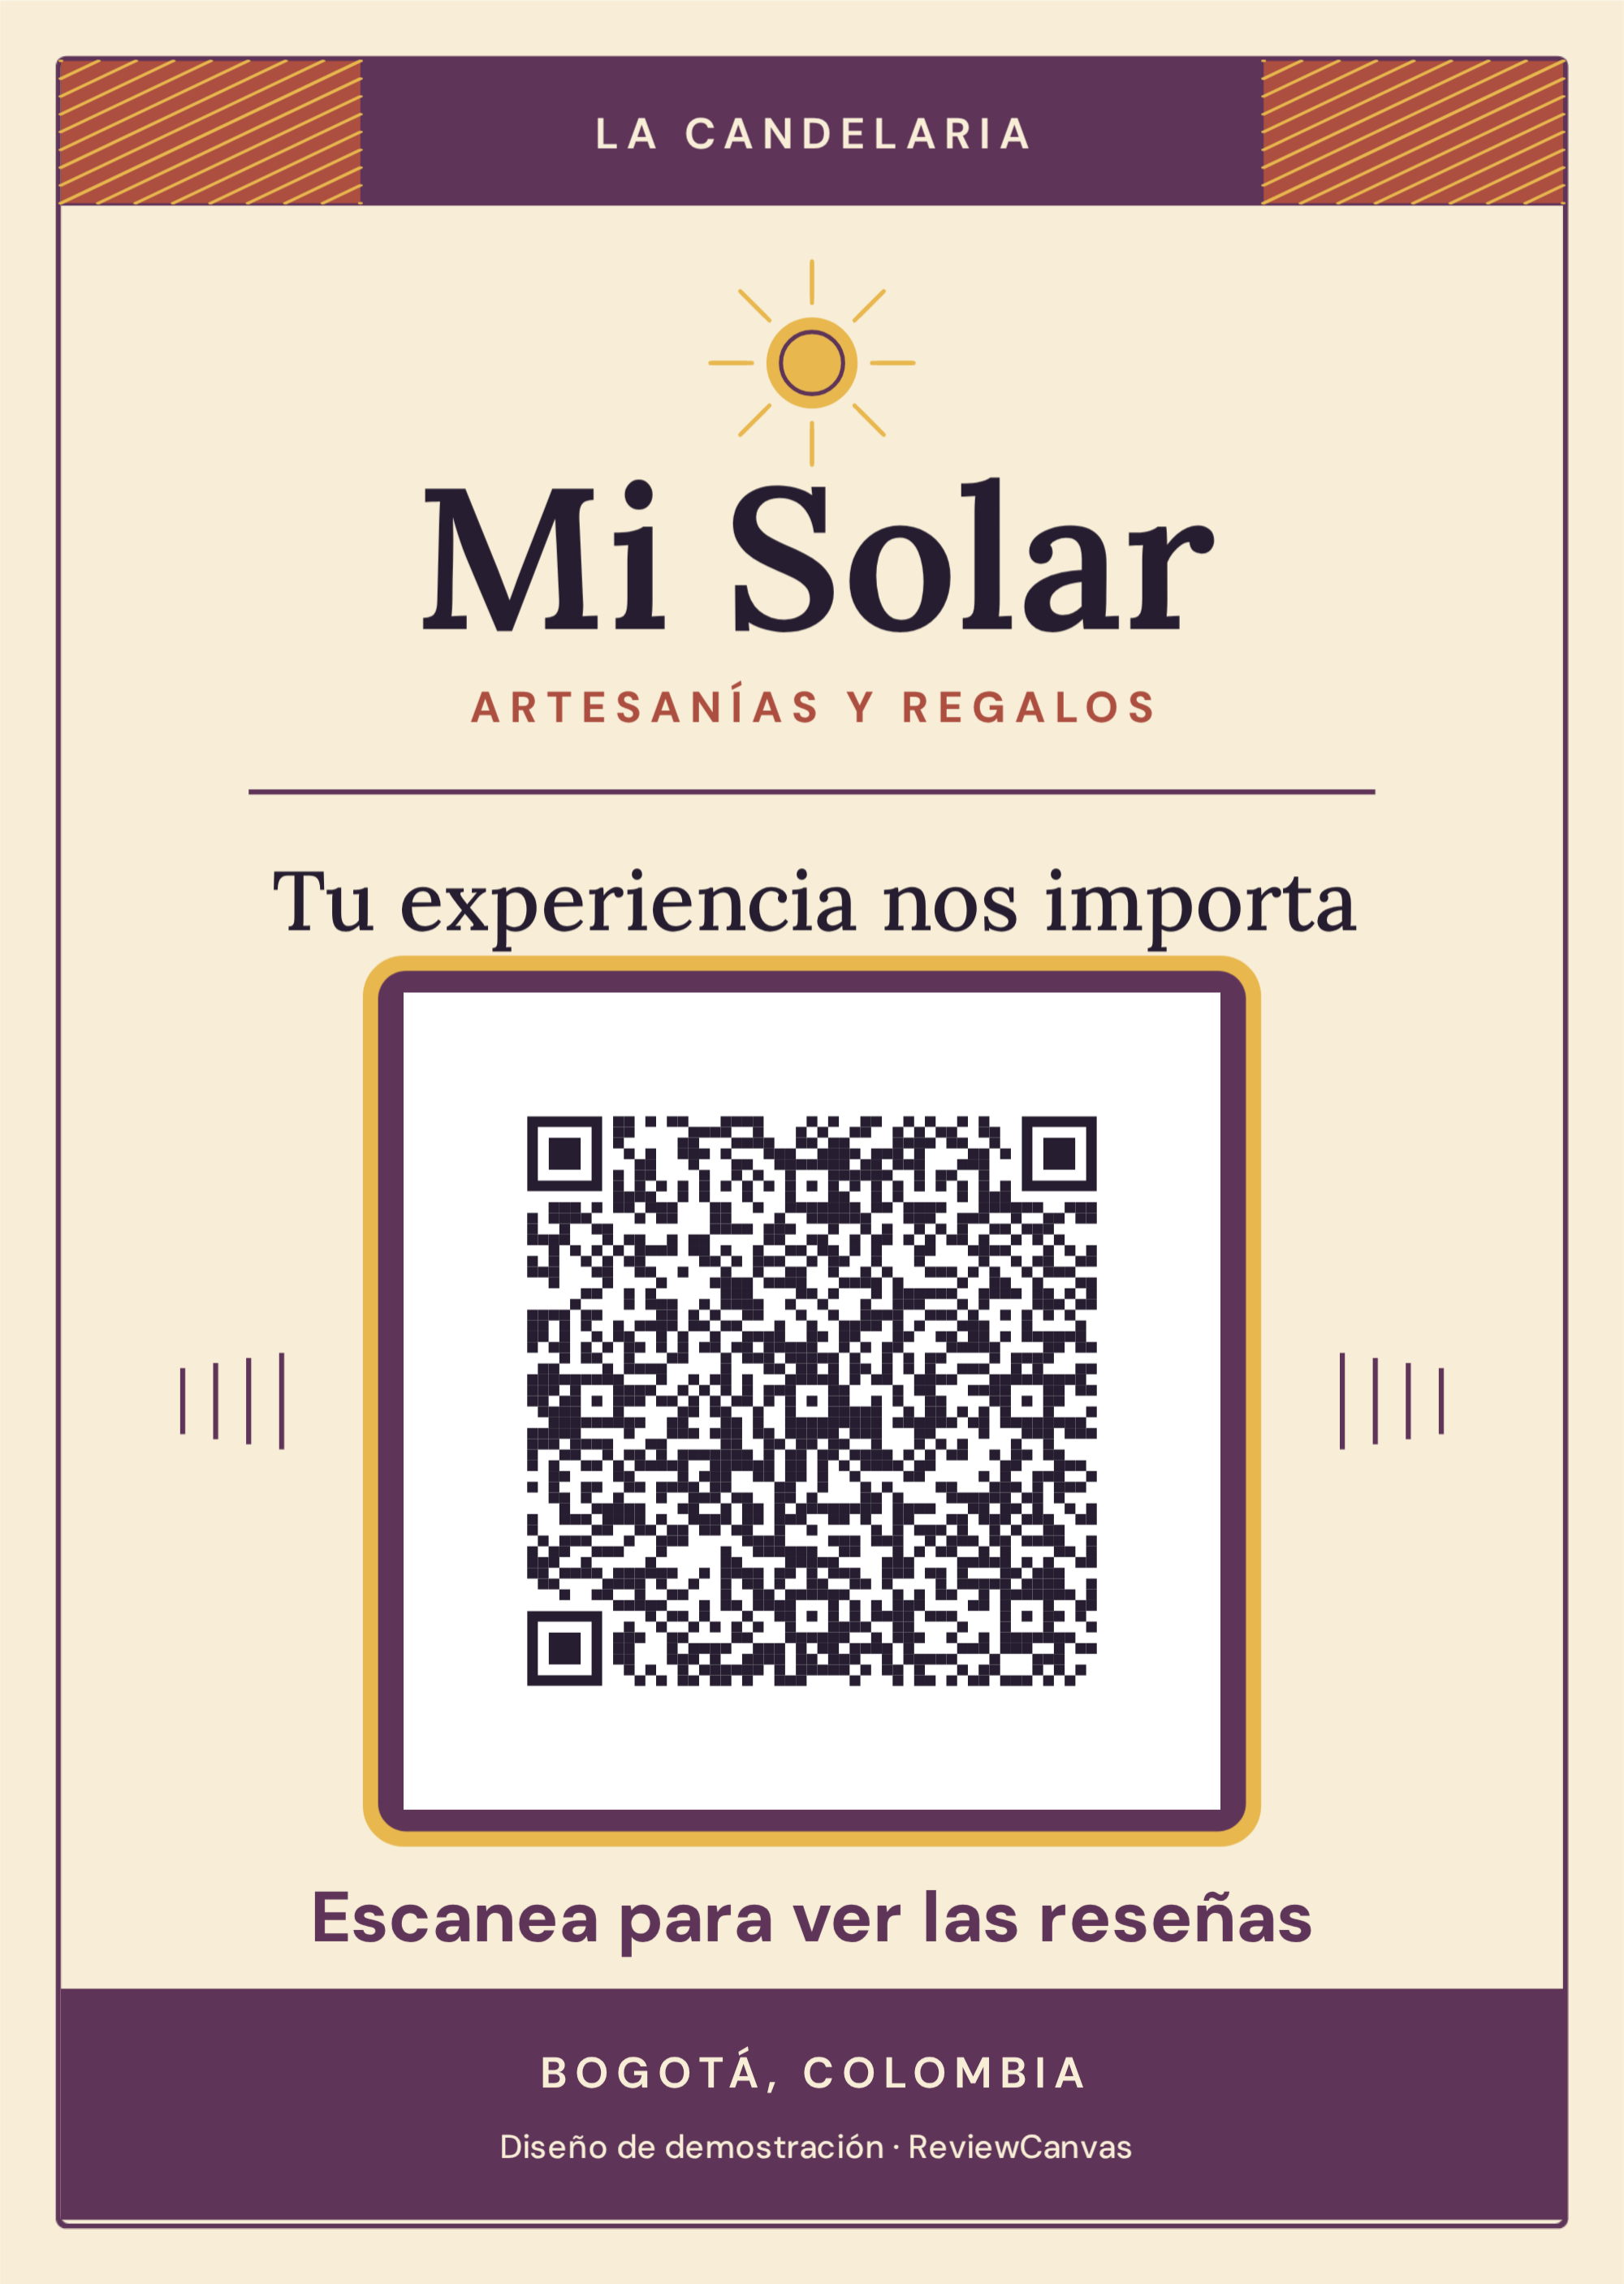 LA CANDELARIA
Mi Solar
ARTESANÍAS Y REGALOS
Tu experiencia nos importa
Escanea para ver las reseñas
BOGOTÁ, COLOMBIA
Diseño de demostración · ReviewCanvas